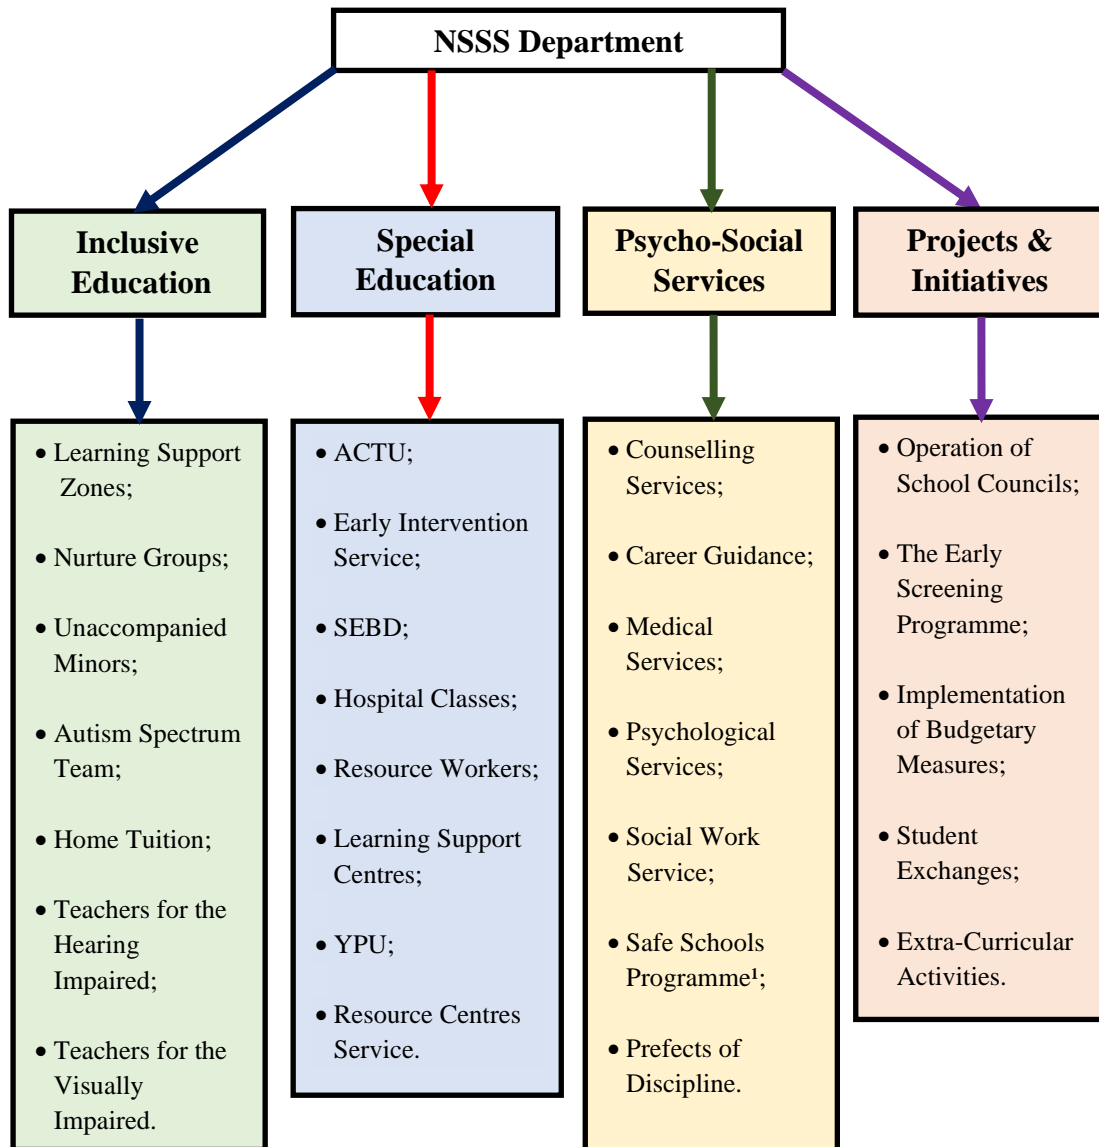 NSSS Department
Inclusive
Education
Special
Education
Psycho-Social
Services
Projects &
Initiatives
• Learning Support
Zones;
• Nurture Groups;
• Unaccompanied
Minors;
• Autism Spectrum
Team;
• Home Tuition;
• Teachers for the
Hearing
Impaired;
• Teachers for the
Visually
Impaired.
• ACTU;
• Early Intervention
Service;
• SEBD;
• Hospital Classes;
• Resource Workers;
• Learning Support
Centres;
• YPU;
• Resource Centres
Service.
• Counselling
Services;
• Career Guidance;
• Medical
Services;
• Psychological
Services;
• Social Work
Service;
• Safe Schools
Programme¹;
• Prefects of
Discipline.
• Operation of
School Councils;
• The Early
Screening
Programme;
• Implementation
of Budgetary
Measures;
• Student
Exchanges;
• Extra-Curricular
Activities.